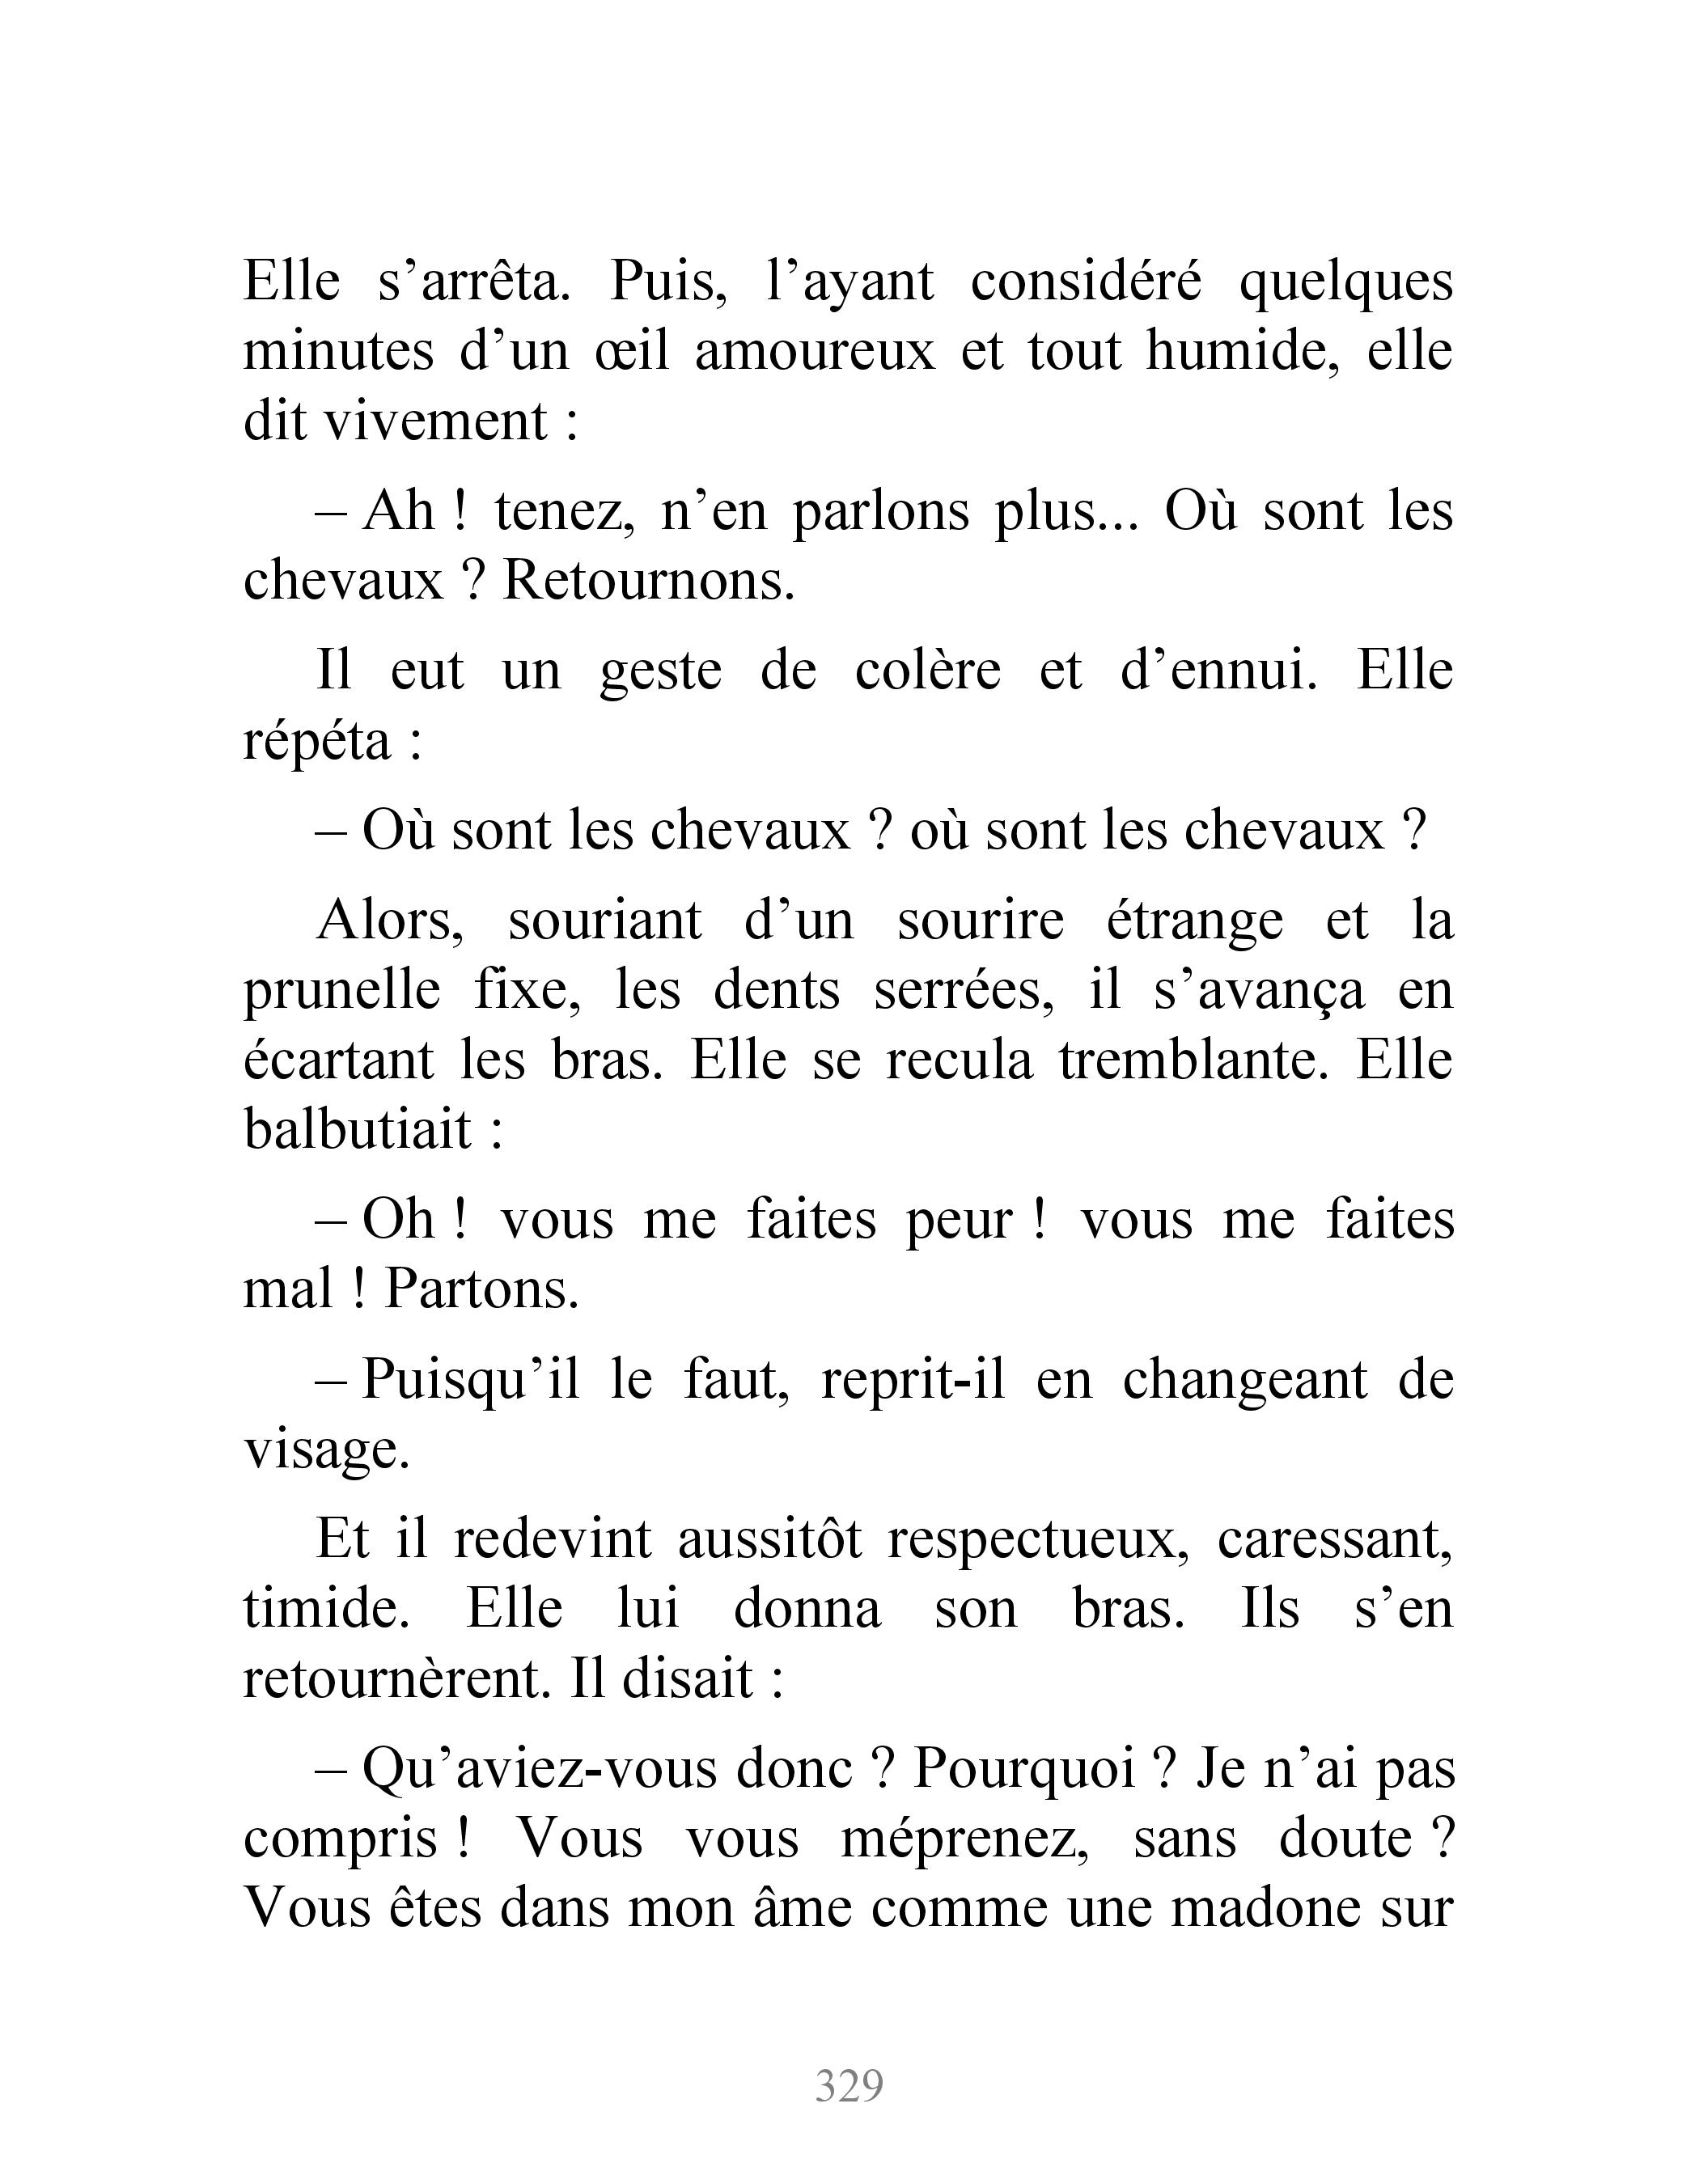 Elle s’arrêta. Puis, l’ayant considéré quelques
minutes d’un œil amoureux et tout humide, elle
dit vivement :
– Ah ! tenez, n’en parlons plus... Où sont les
chevaux ? Retournons.
Il eut un geste de colère et d’ennui. Elle
répéta :
– Où sont les chevaux ? où sont les chevaux ?
Alors, souriant d’un sourire étrange et la
prunelle fixe, les dents serrées, il s’avança en
écartant les bras. Elle se recula tremblante. Elle
balbutiait :
– Oh ! vous me faites peur ! vous me faites
mal ! Partons.
– Puisqu’il le faut, reprit-il en changeant de
visage.
Et il redevint aussitôt respectueux, caressant,
timide. Elle lui donna son bras. Ils s’en
retournèrent. Il disait :
– Qu’aviez-vous donc ? Pourquoi ? Je n’ai pas
compris ! Vous vous méprenez, sans doute ?
Vous êtes dans mon âme comme une madone sur
329